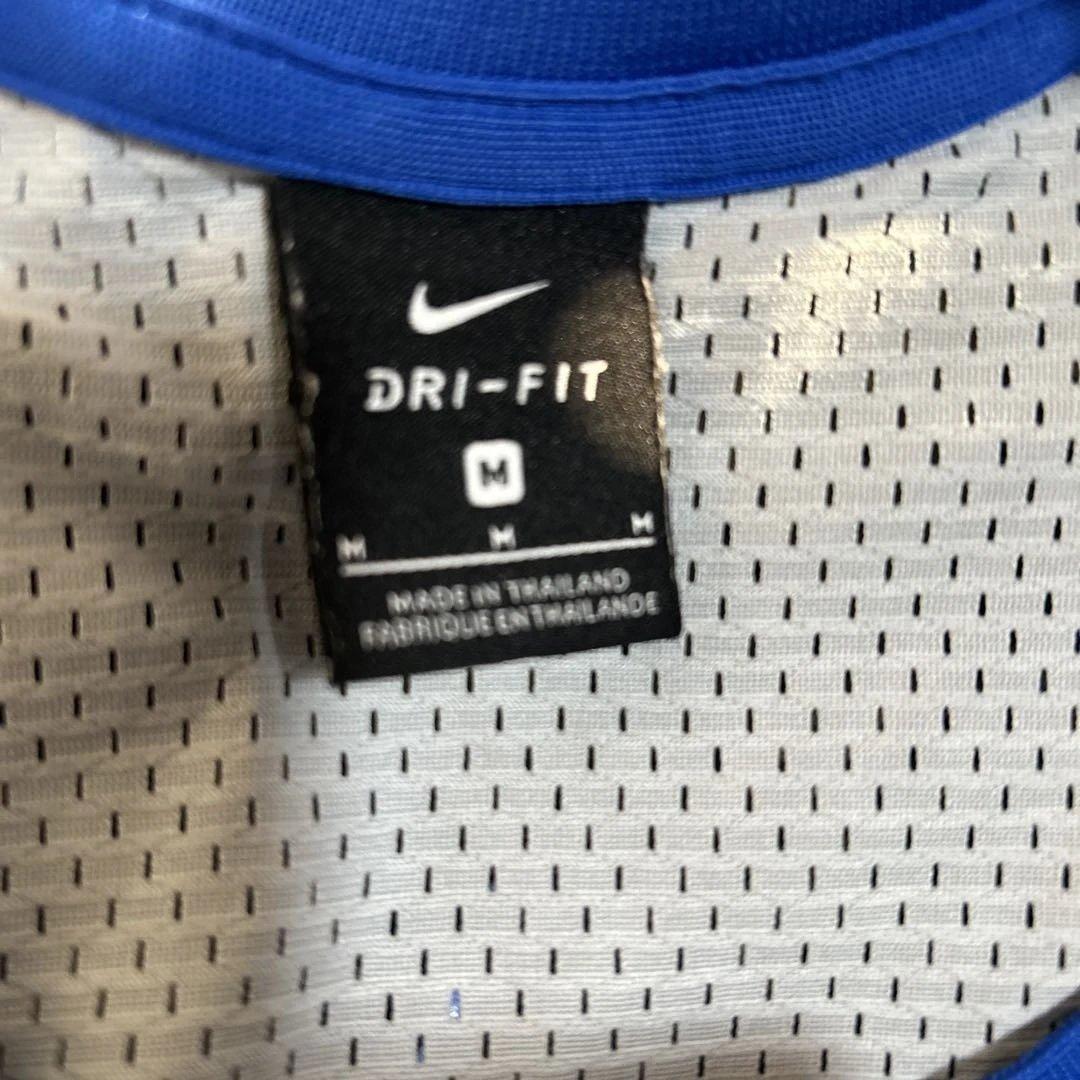 DRI-FIT
M
M M M
MADE IN THAILAND
FABRIQUE EN THAILANDE